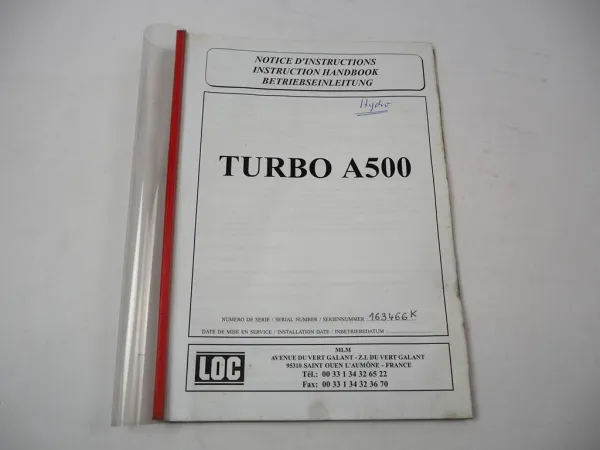 NOTICE D'INSTRUCTIONS
INSTRUCTION HANDBOOK
BETRIEBSEINLEITUNG
Hydro
TURBO A500
NUMERO DE SERIE / SERIAL NUMBER / SERIENNUMMER : 163466K
DATE DE MISE EN SERVICE / INSTALLATION DATE / INBETRIEBEDATUM
LOC
MLM
AVENUE DU VERT GALANT - Z.I. DU VERT GALANT
95310 SAINT OUEN L'AUMÔNE - FRANCE
Tél.: 00 33 1 34 32 65 22
Fax: 00 33 1 34 32 36 70